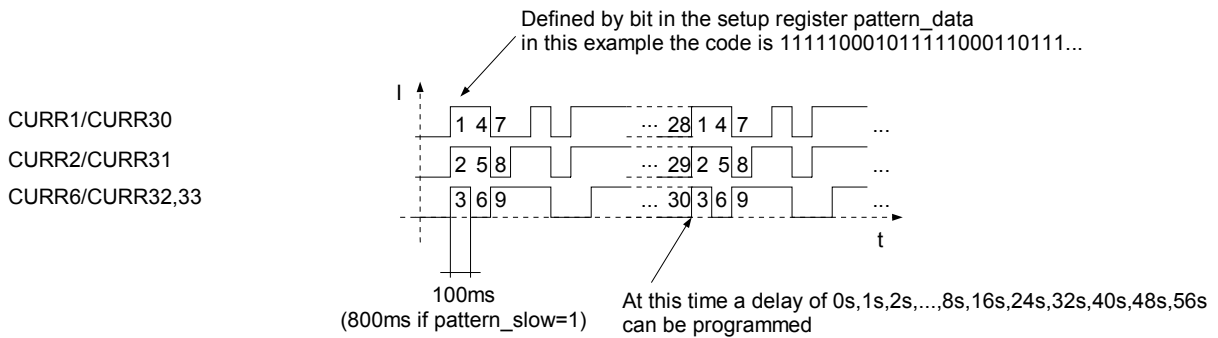 Defined by bit in the setup register pattern_data
in this example the code is 111110001011111000110111...
I
CURR1/CURR30
1 4 7 ... 28 1 4 7 ...
CURR2/CURR31
2 5 8 ... 29 2 5 8 ...
CURR6/CURR32,33
3 6 9 ... 30 3 6 9 ...
t
100ms
(800ms if pattern_slow=1)
At this time a delay of 0s,1s,2s,...,8s,16s,24s,32s,40s,48s,56s
can be programmed